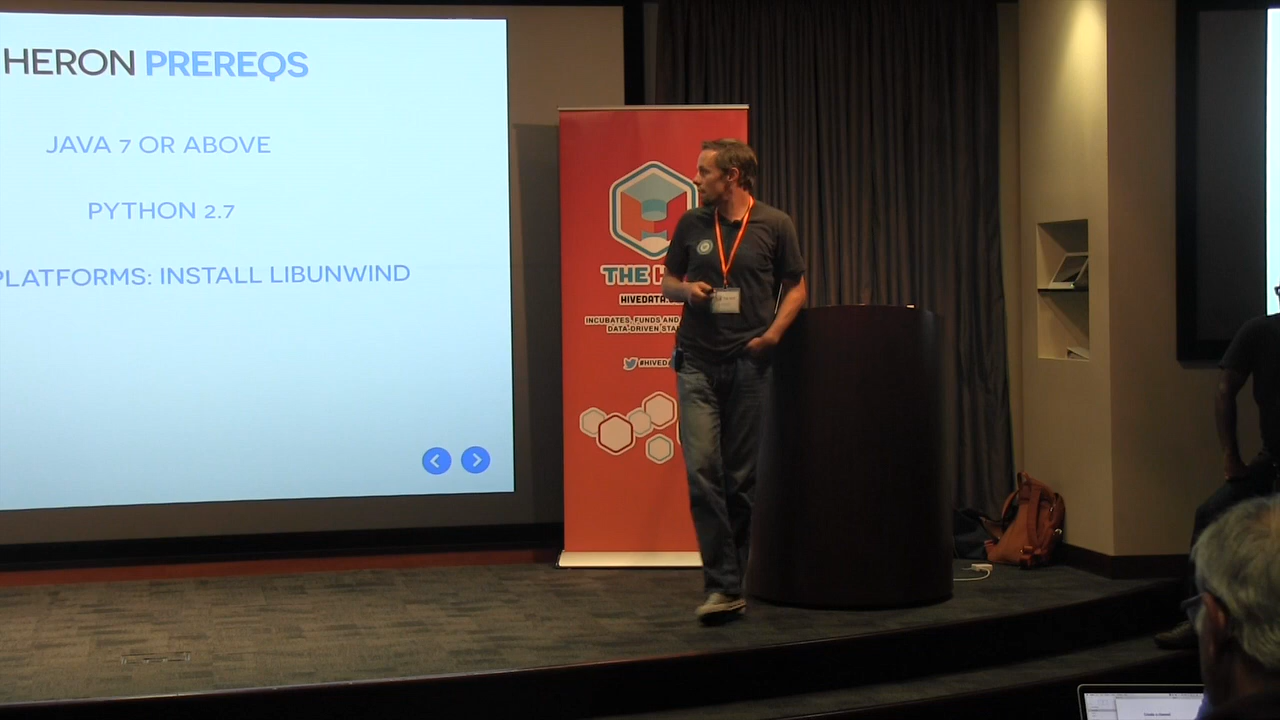 HERON PREREQS
JAVA 7 OR ABOVE
PYTHON 2.7
PLATFORMS: INSTALL LIBUNWIND
THE H
HIVEDATA.
INCUBATES, FUNDS AND
DATA-DRIVEN STA
#HIVEDA